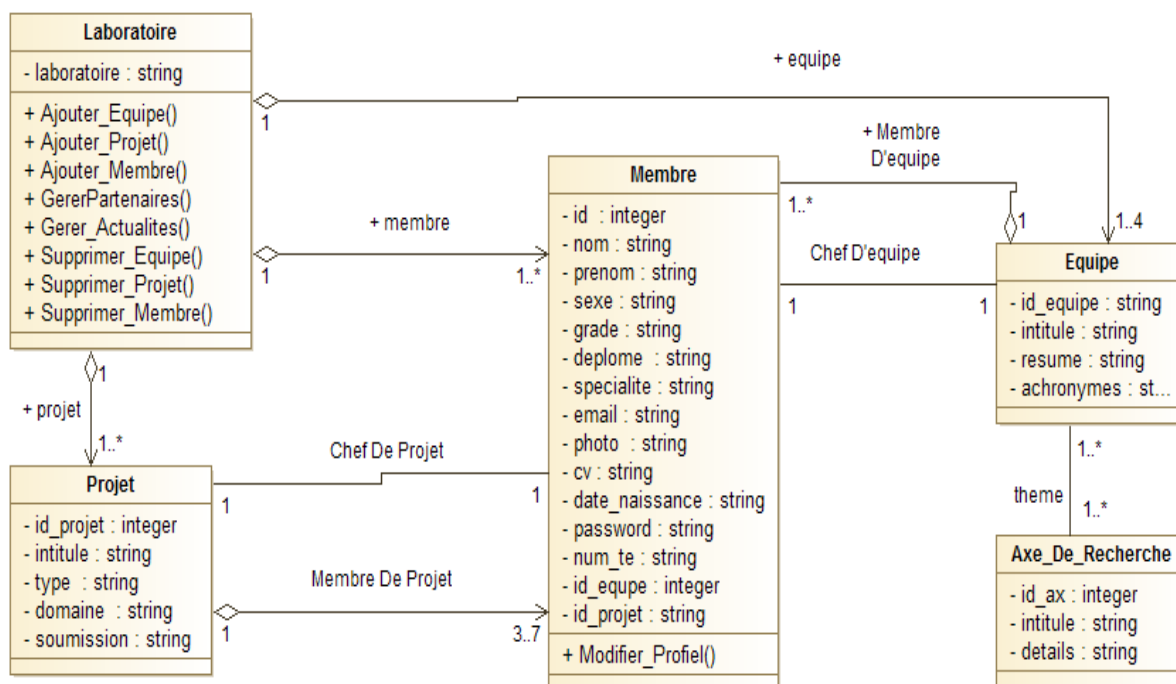 Laboratoire
- laboratoire : string
+ Ajouter_Equipe()
+ Ajouter_Projet()
+ Ajouter_Membre()
+ GererPartenaires()
+ Gerer_Actualites()
+ Supprimer_Equipe()
+ Supprimer_Projet()
+ Supprimer_Membre()
1
+ equipe
1..4
1
+ membre
1..*
1
+ projet
1..*
Membre
- id : integer
- nom : string
- prenom : string
- sexe : string
- grade : string
- deplome : string
- specialite : string
- email : string
- photo : string
- cv : string
- date_naissance : string
- password : string
- num_te : string
- id_equpe : integer
- id_projet : string
+ Modifier_Profiel()
+ Membre
D'equipe
1..*
1
Chef D'equipe
1
1
Equipe
- id_equipe : string
- intitule : string
- resume : string
- achronymes : st...
1..*
theme
1..*
Axe_De_Recherche
- id_ax : integer
- intitule : string
- details : string
Projet
- id_projet : integer
- intitule : string
- type : string
- domaine : string
- soumission : string
Chef De Projet
1
1
Membre De Projet
1
3..7